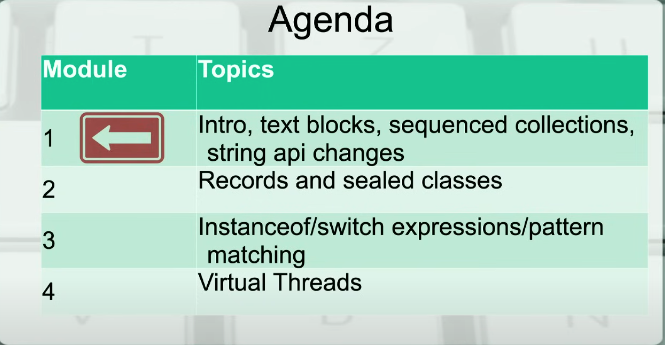 Agenda
Module Topics
1 Intro, text blocks, sequenced collections,
string api changes
2 Records and sealed classes
3 Instanceof/switch expressions/pattern
matching
4 Virtual Threads